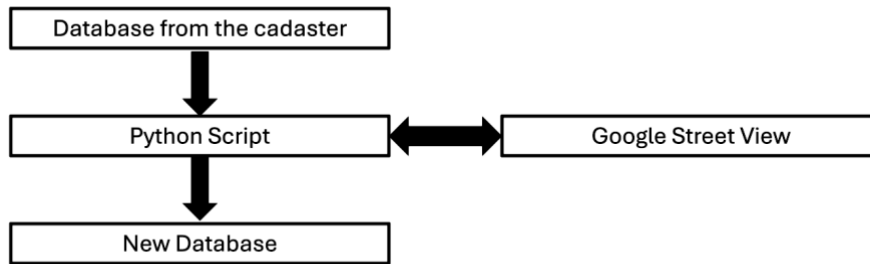 Database from the cadaster
Python Script
Google Street View
New Database